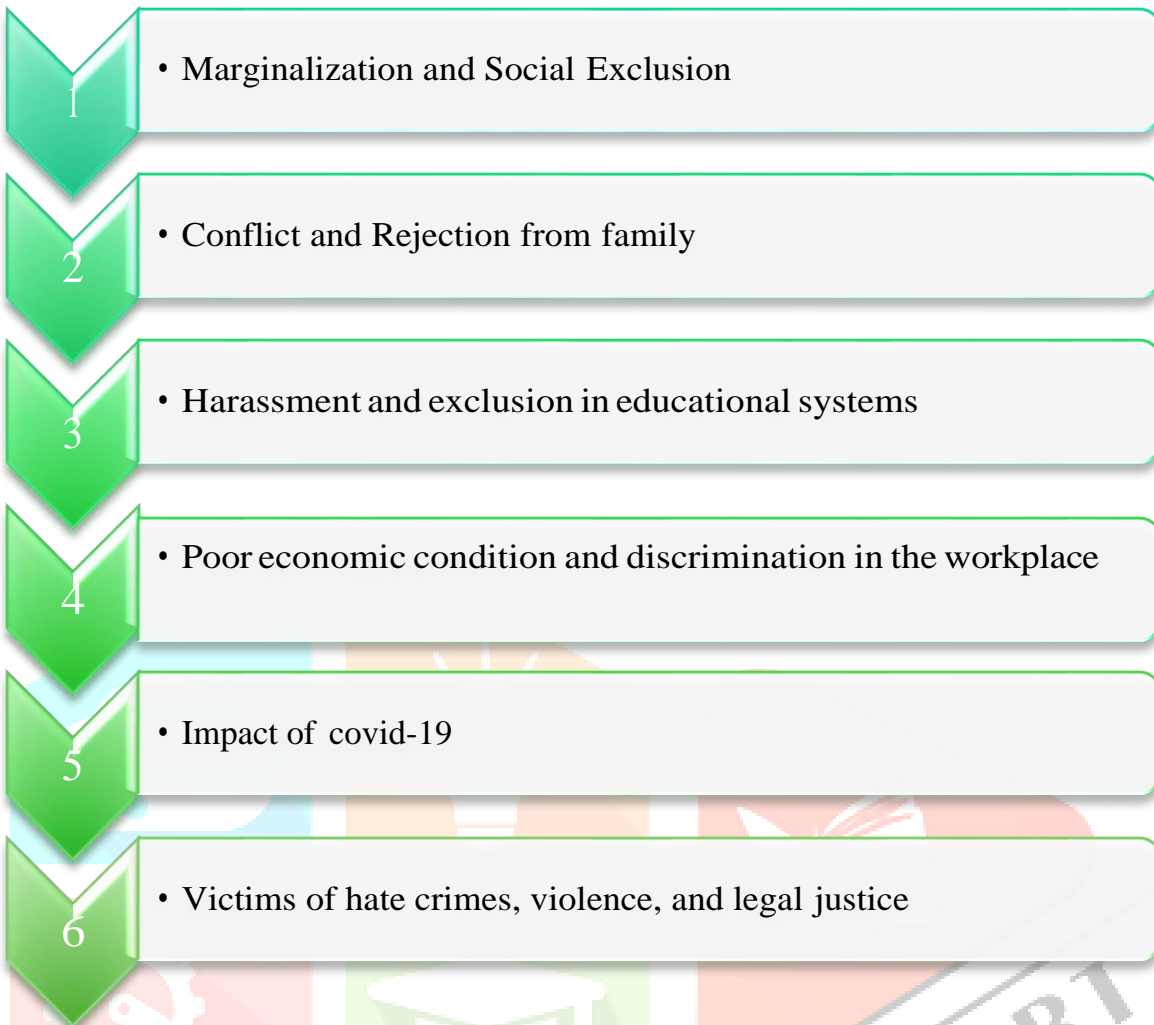 1
• Marginalization and Social Exclusion
2
• Conflict and Rejection from family
3
• Harassment and exclusion in educational systems
4
• Poor economic condition and discrimination in the workplace
5
• Impact of covid-19
6
• Victims of hate crimes, violence, and legal justice